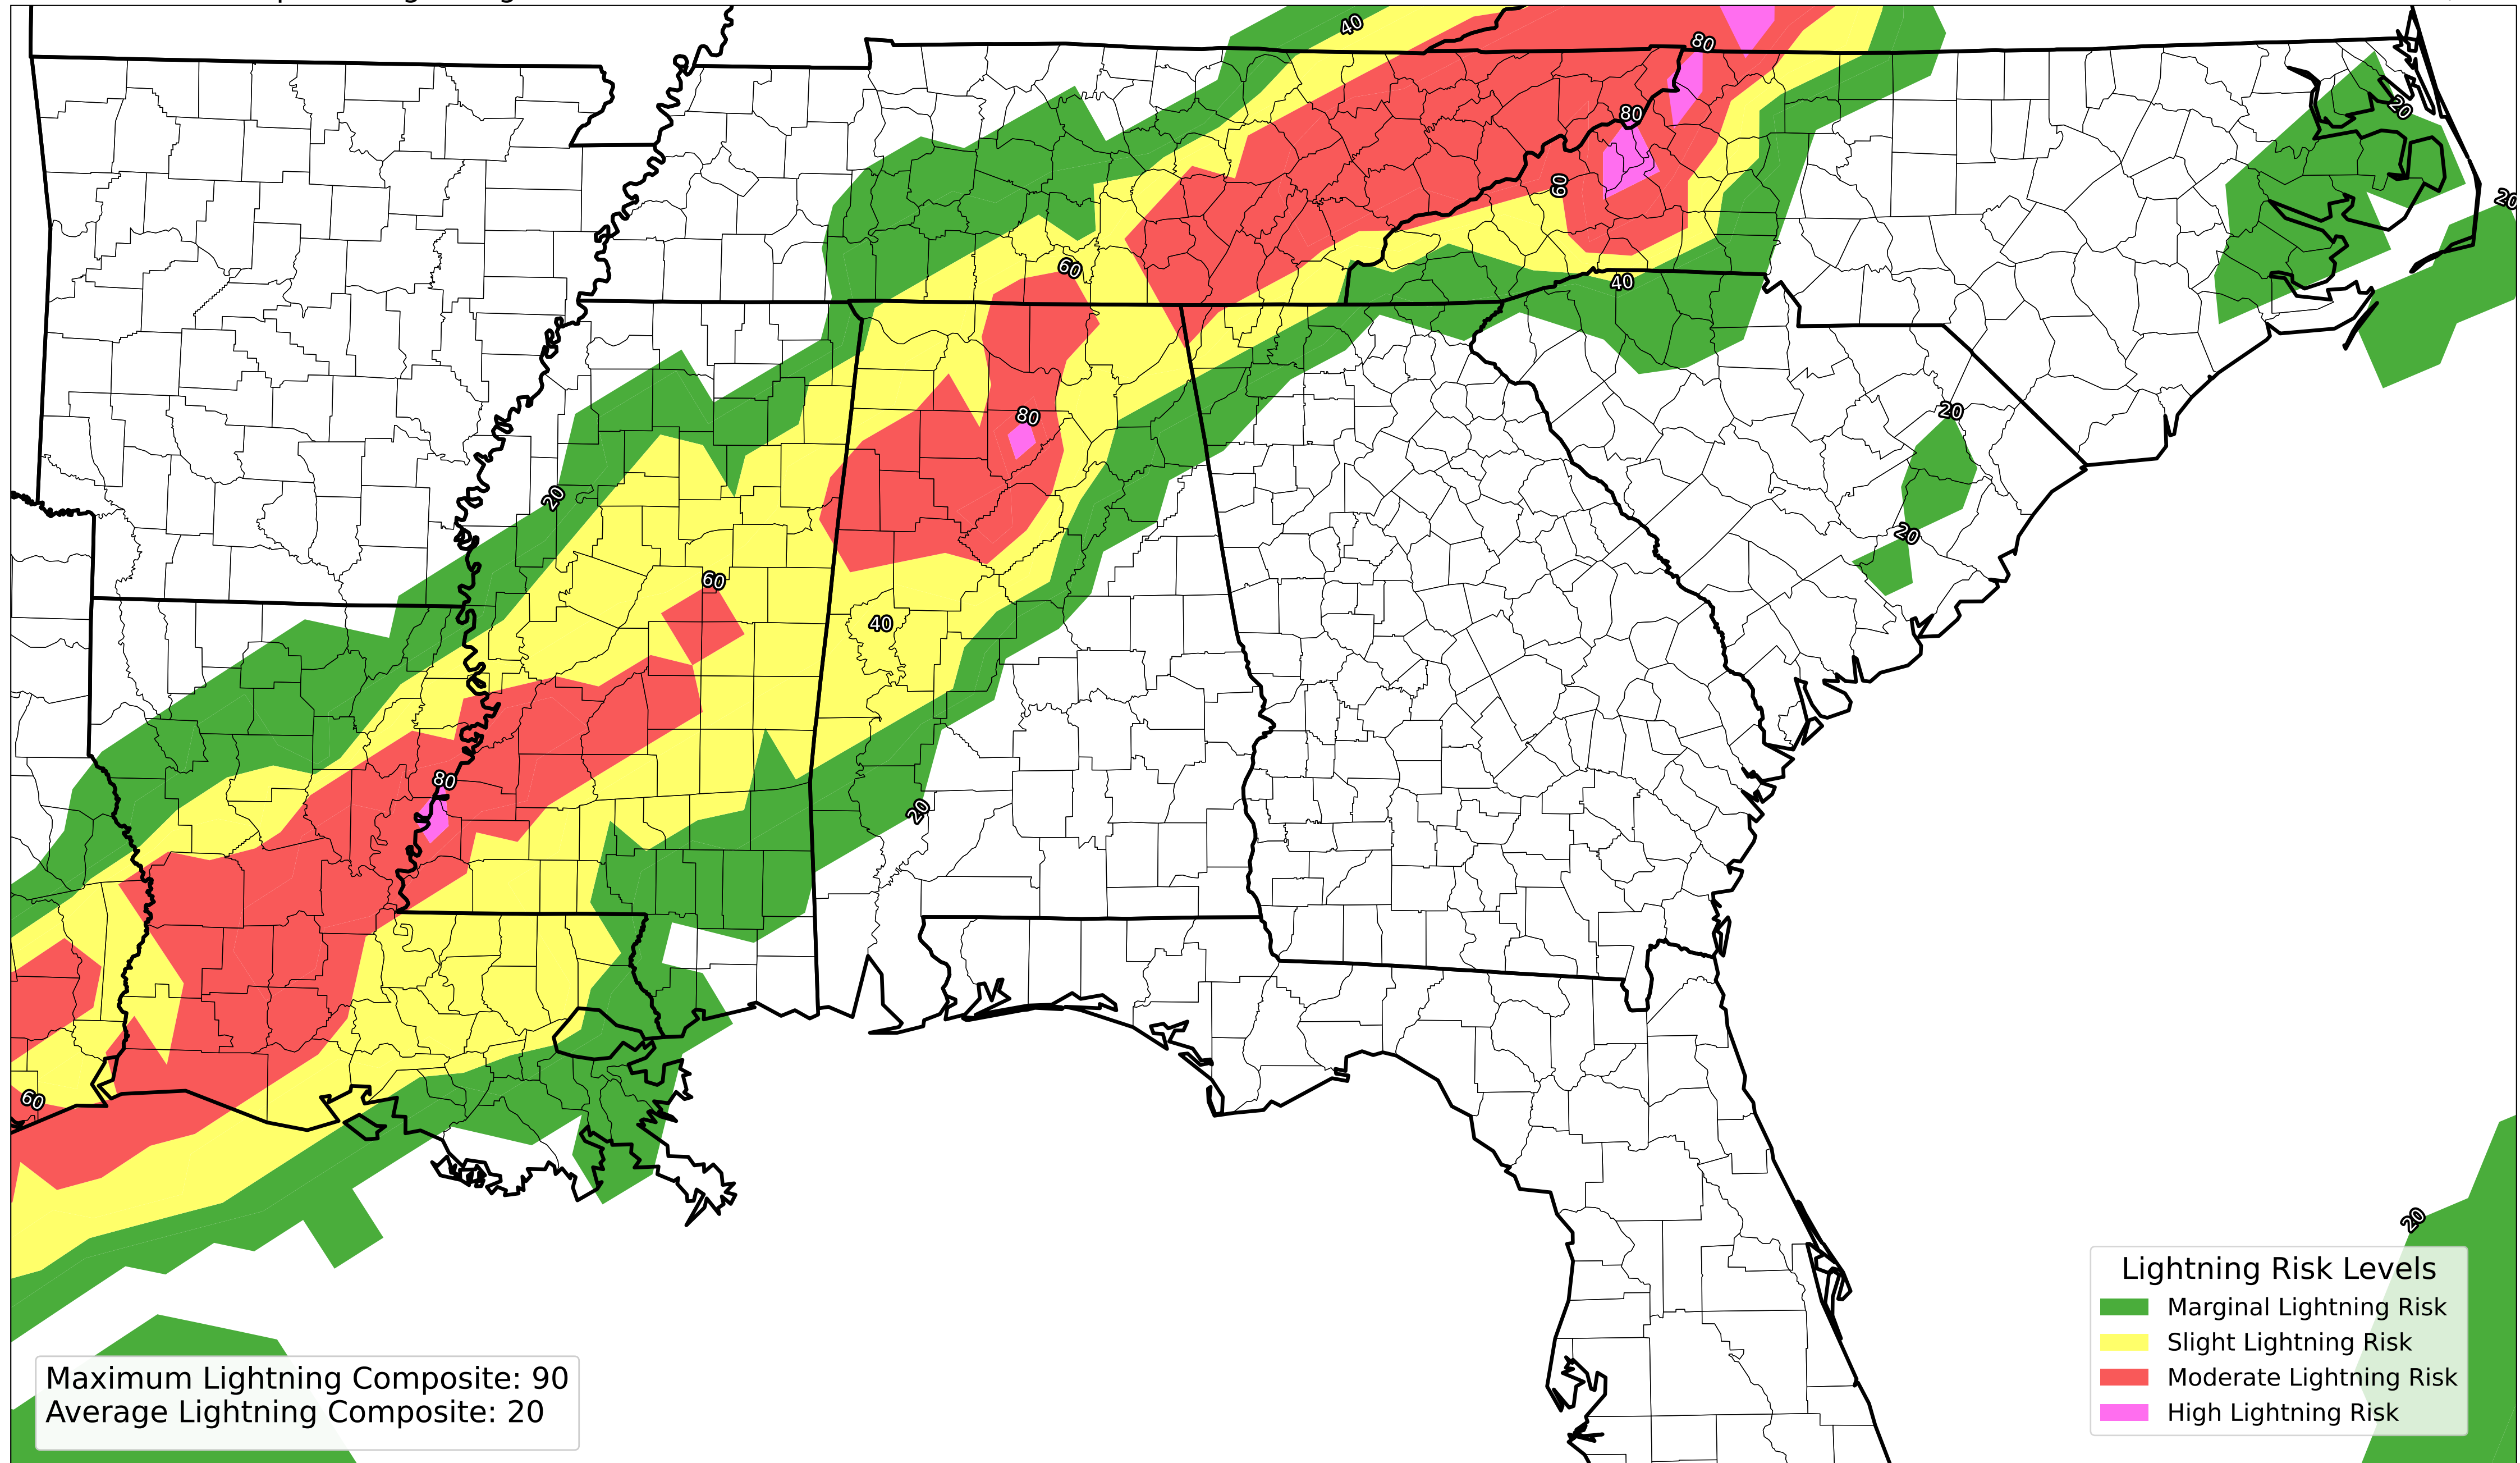 40
80
80
20
60
20
60
40
20
80
20
20
60
40
80
20
60
20
Lightning Risk Levels
Marginal Lightning Risk
Slight Lightning Risk
Moderate Lightning Risk
High Lightning Risk
Maximum Lightning Composite: 90
Average Lightning Composite: 20